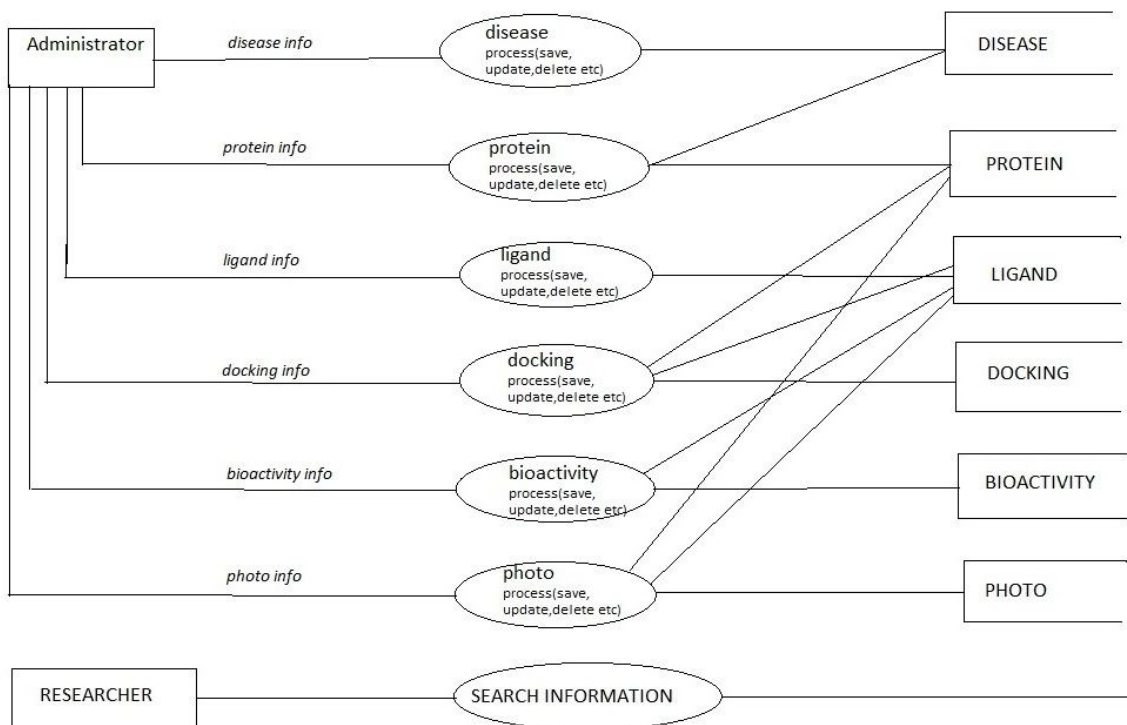 Administrator
disease info
disease
process(save,
update,delete etc)
DISEASE
protein info
protein
process(save,
update,delete etc)
PROTEIN
ligand info
ligand
process(save,
update,delete etc)
LIGAND
docking info
docking
process(save,
update,delete etc)
DOCKING
bioactivity info
bioactivity
process(save,
update,delete etc)
BIOACTIVITY
photo info
photo
process(save,
update,delete etc)
PHOTO
RESEARCHER
SEARCH INFORMATION